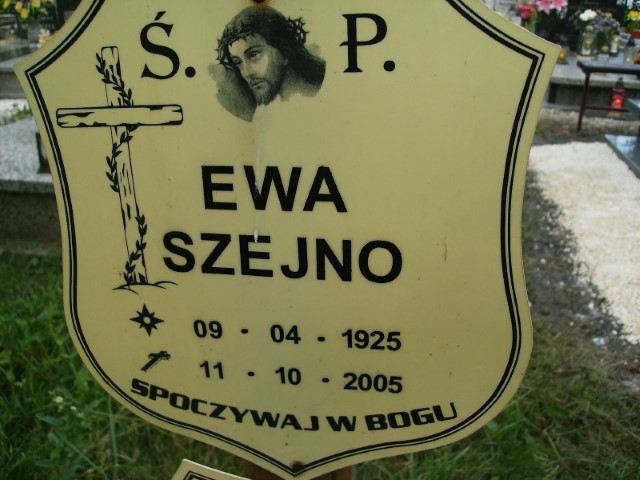 Ś. P.
EWA
SZEJNO
09 - 04 - 1925
11 - 10 - 2005
SPOCZYWAJ W BOGU